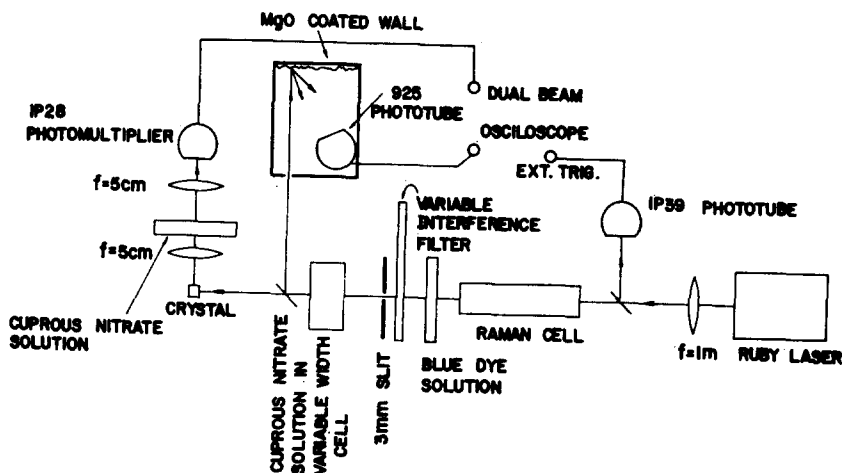 MgO COATED WALL
925
PHOTOTUBE
DUAL BEAM
OSCILOSCOPE
EXT. TRIG.
IP28
PHOTOMULTIPLIER
f=5cm
f=5cm
CUPROUS NITRATE
SOLUTION
CRYSTAL
CUPROUS NITRATE
SOLUTION IN
VARIABLE WIDTH
CELL
3mm SLIT
VARIABLE
INTERFERENCE
FILTER
BLUE DYE
SOLUTION
RAMAN CELL
IP39 PHOTOTUBE
f=1m
RUBY LASER